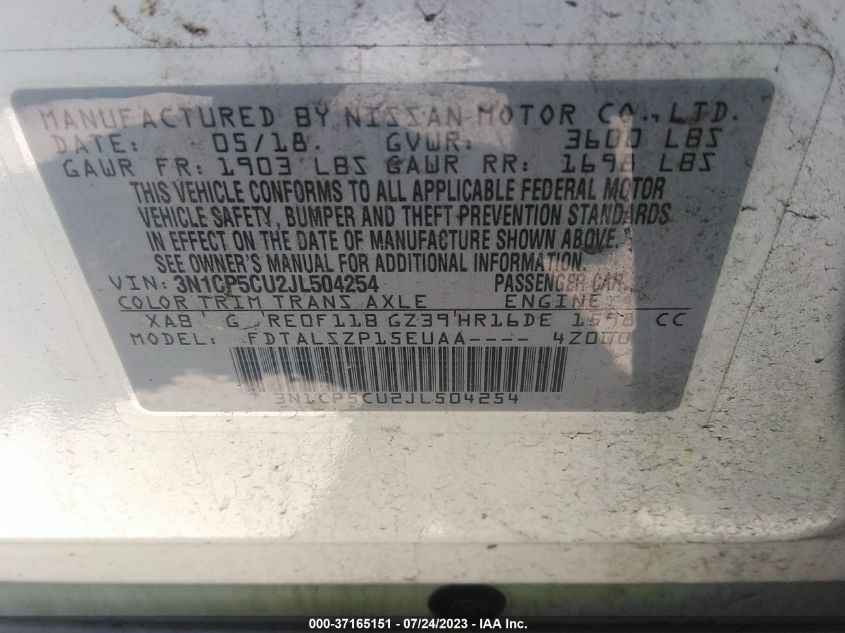 MANUFACTURED BY NISSAN MOTOR CO., LTD.
DATE: 05/18. GVWR: 3600 LBS
GAWR FR: 1903 LBS GAWR RR: 1698 LBS
THIS VEHICLE CONFORMS TO ALL APPLICABLE FEDERAL MOTOR
VEHICLE SAFETY, BUMPER AND THEFT PREVENTION STANDARDS
IN EFFECT ON THE DATE OF MANUFACTURE SHOWN ABOVE.
SEE OWNER'S MANUAL FOR ADDITIONAL INFORMATION.
VIN: 3N1CP5CU2JL504254 PASSENGER CAR
COLOR TRIM TRANS AXLE ENGINE
XAB G RE0F11B GZ39 HR16DE 1598 CC
MODEL: FDTALSZP15EUAA---- 4Z000
3N1CP5CU2JL504254
000-37165151 / 07/24/2023 / IAA Inc.